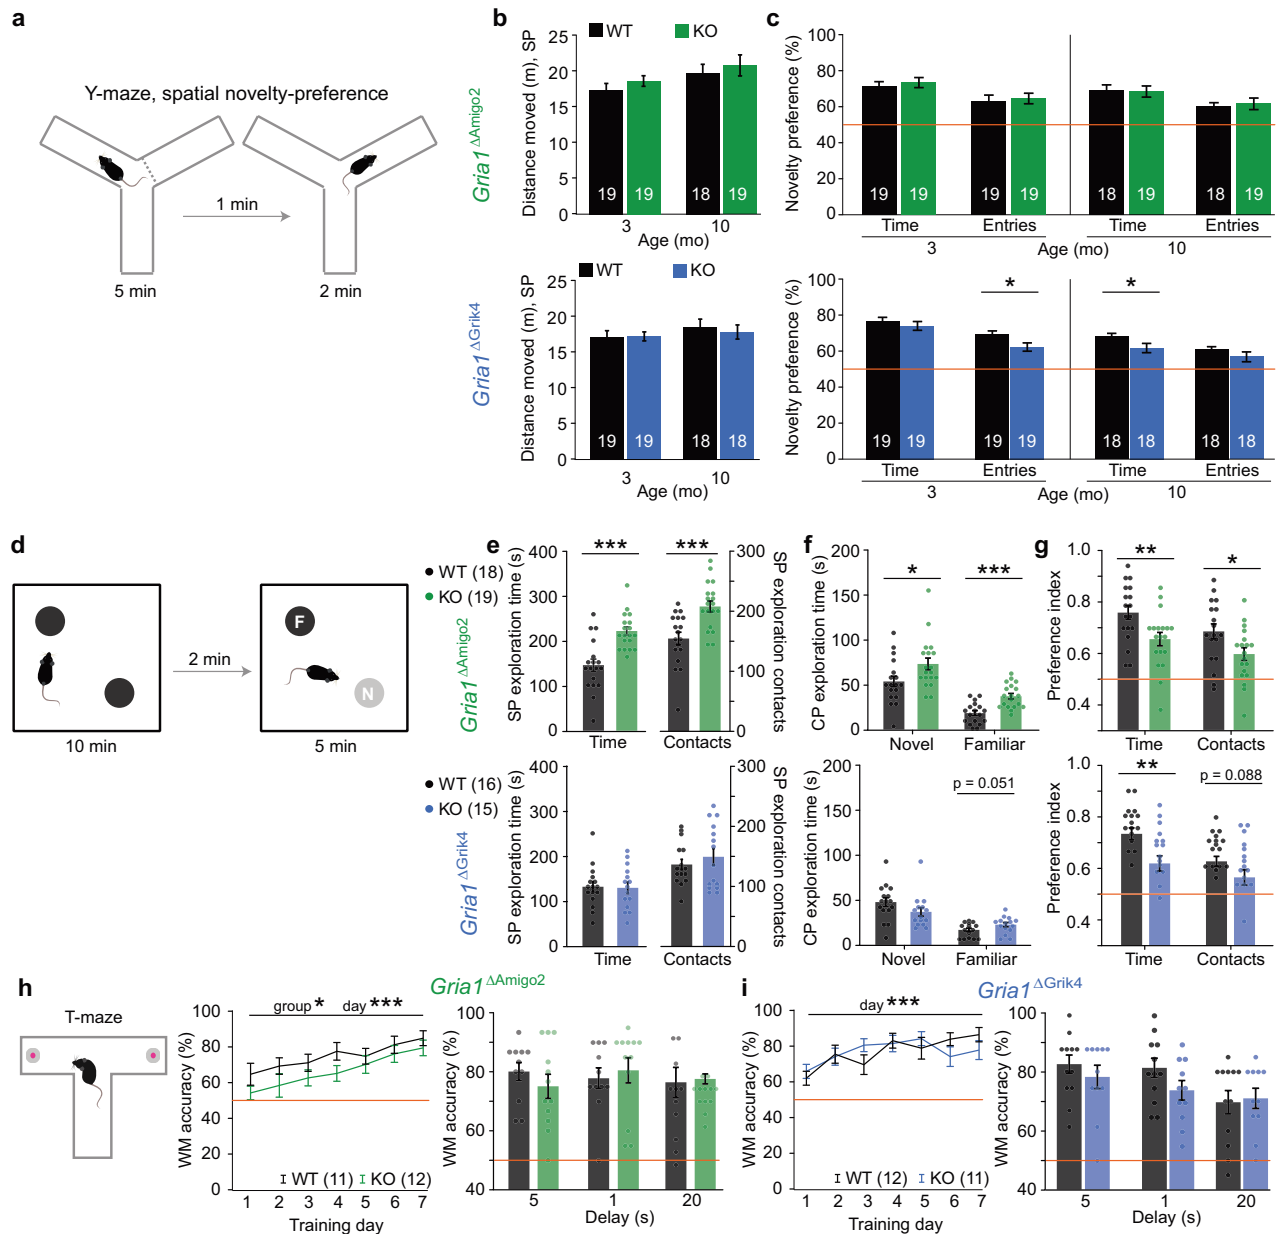 a
Y-maze, spatial novelty-preference
1 min
5 min
2 min
b
WT KO
Gria1ΔAmigo2
Distance moved (m), SP
25
20
15
10
5
0
19 19 18 19
3 10
Age (mo)
WT KO
Gria1ΔGrik4
Distance moved (m), SP
25
20
15
10
5
0
19 19 18 18
3 10
Age (mo)
c
Novelty preference (%)
100
80
60
40
20
0
19 19 19 19 18 19 18 19
Time Entries Time Entries
3 Age (mo) 10
Novelty preference (%)
100
80
60
40
20
0
* *
19 19 19 19 18 18 18 18
Time Entries Time Entries
3 Age (mo) 10
d
F
N
2 min
10 min
5 min
WT (18)
KO (19)
Gria1ΔAmigo2
WT (16)
KO (15)
Gria1ΔGrik4
e
SP exploration time (s)
400
300
200
100
0
*** ***
300
200
100
0
SP exploration contacts
Time Contacts
SP exploration time (s)
400
300
200
100
0
300
200
100
0
SP exploration contacts
Time Contacts
f
CP exploration time (s)
200
150
100
50
0
* ***
Novel Familiar
CP exploration time (s)
200
150
100
50
0
p = 0.051
Novel Familiar
g
Preference index
1.0
0.8
0.6
0.4
** *
Time Contacts
Preference index
1.0
0.8
0.6
0.4
** p = 0.088
Time Contacts
h
T-maze
Gria1ΔAmigo2
WM accuracy (%)
100
80
60
40
20
0
group * day ***
WT (11) KO (12)
1 2 3 4 5 6 7
Training day
WM accuracy (%)
100
80
60
40
5 1 20
Delay (s)
i
Gria1ΔGrik4
WM accuracy (%)
100
80
60
40
20
0
day ***
WT (12) KO (11)
1 2 3 4 5 6 7
Training day
WM accuracy (%)
100
80
60
40
5 1 20
Delay (s)